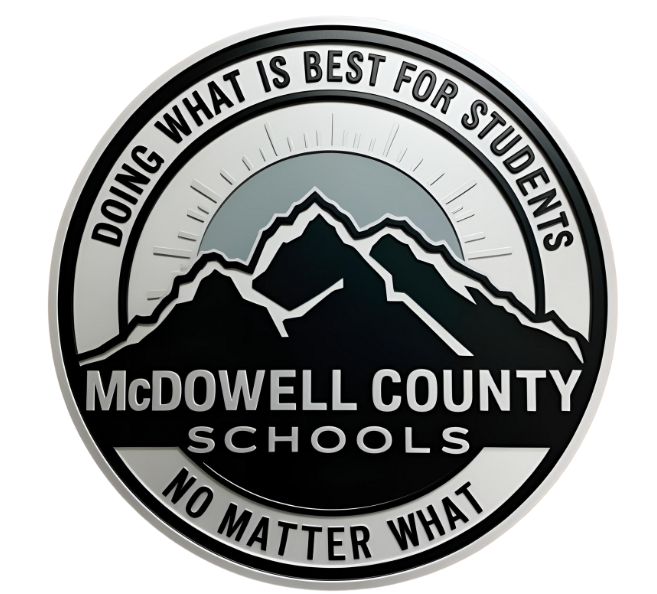 DOING WHAT IS BEST FOR STUDENTS
McDOWELL COUNTY
SCHOOLS
NO MATTER WHAT